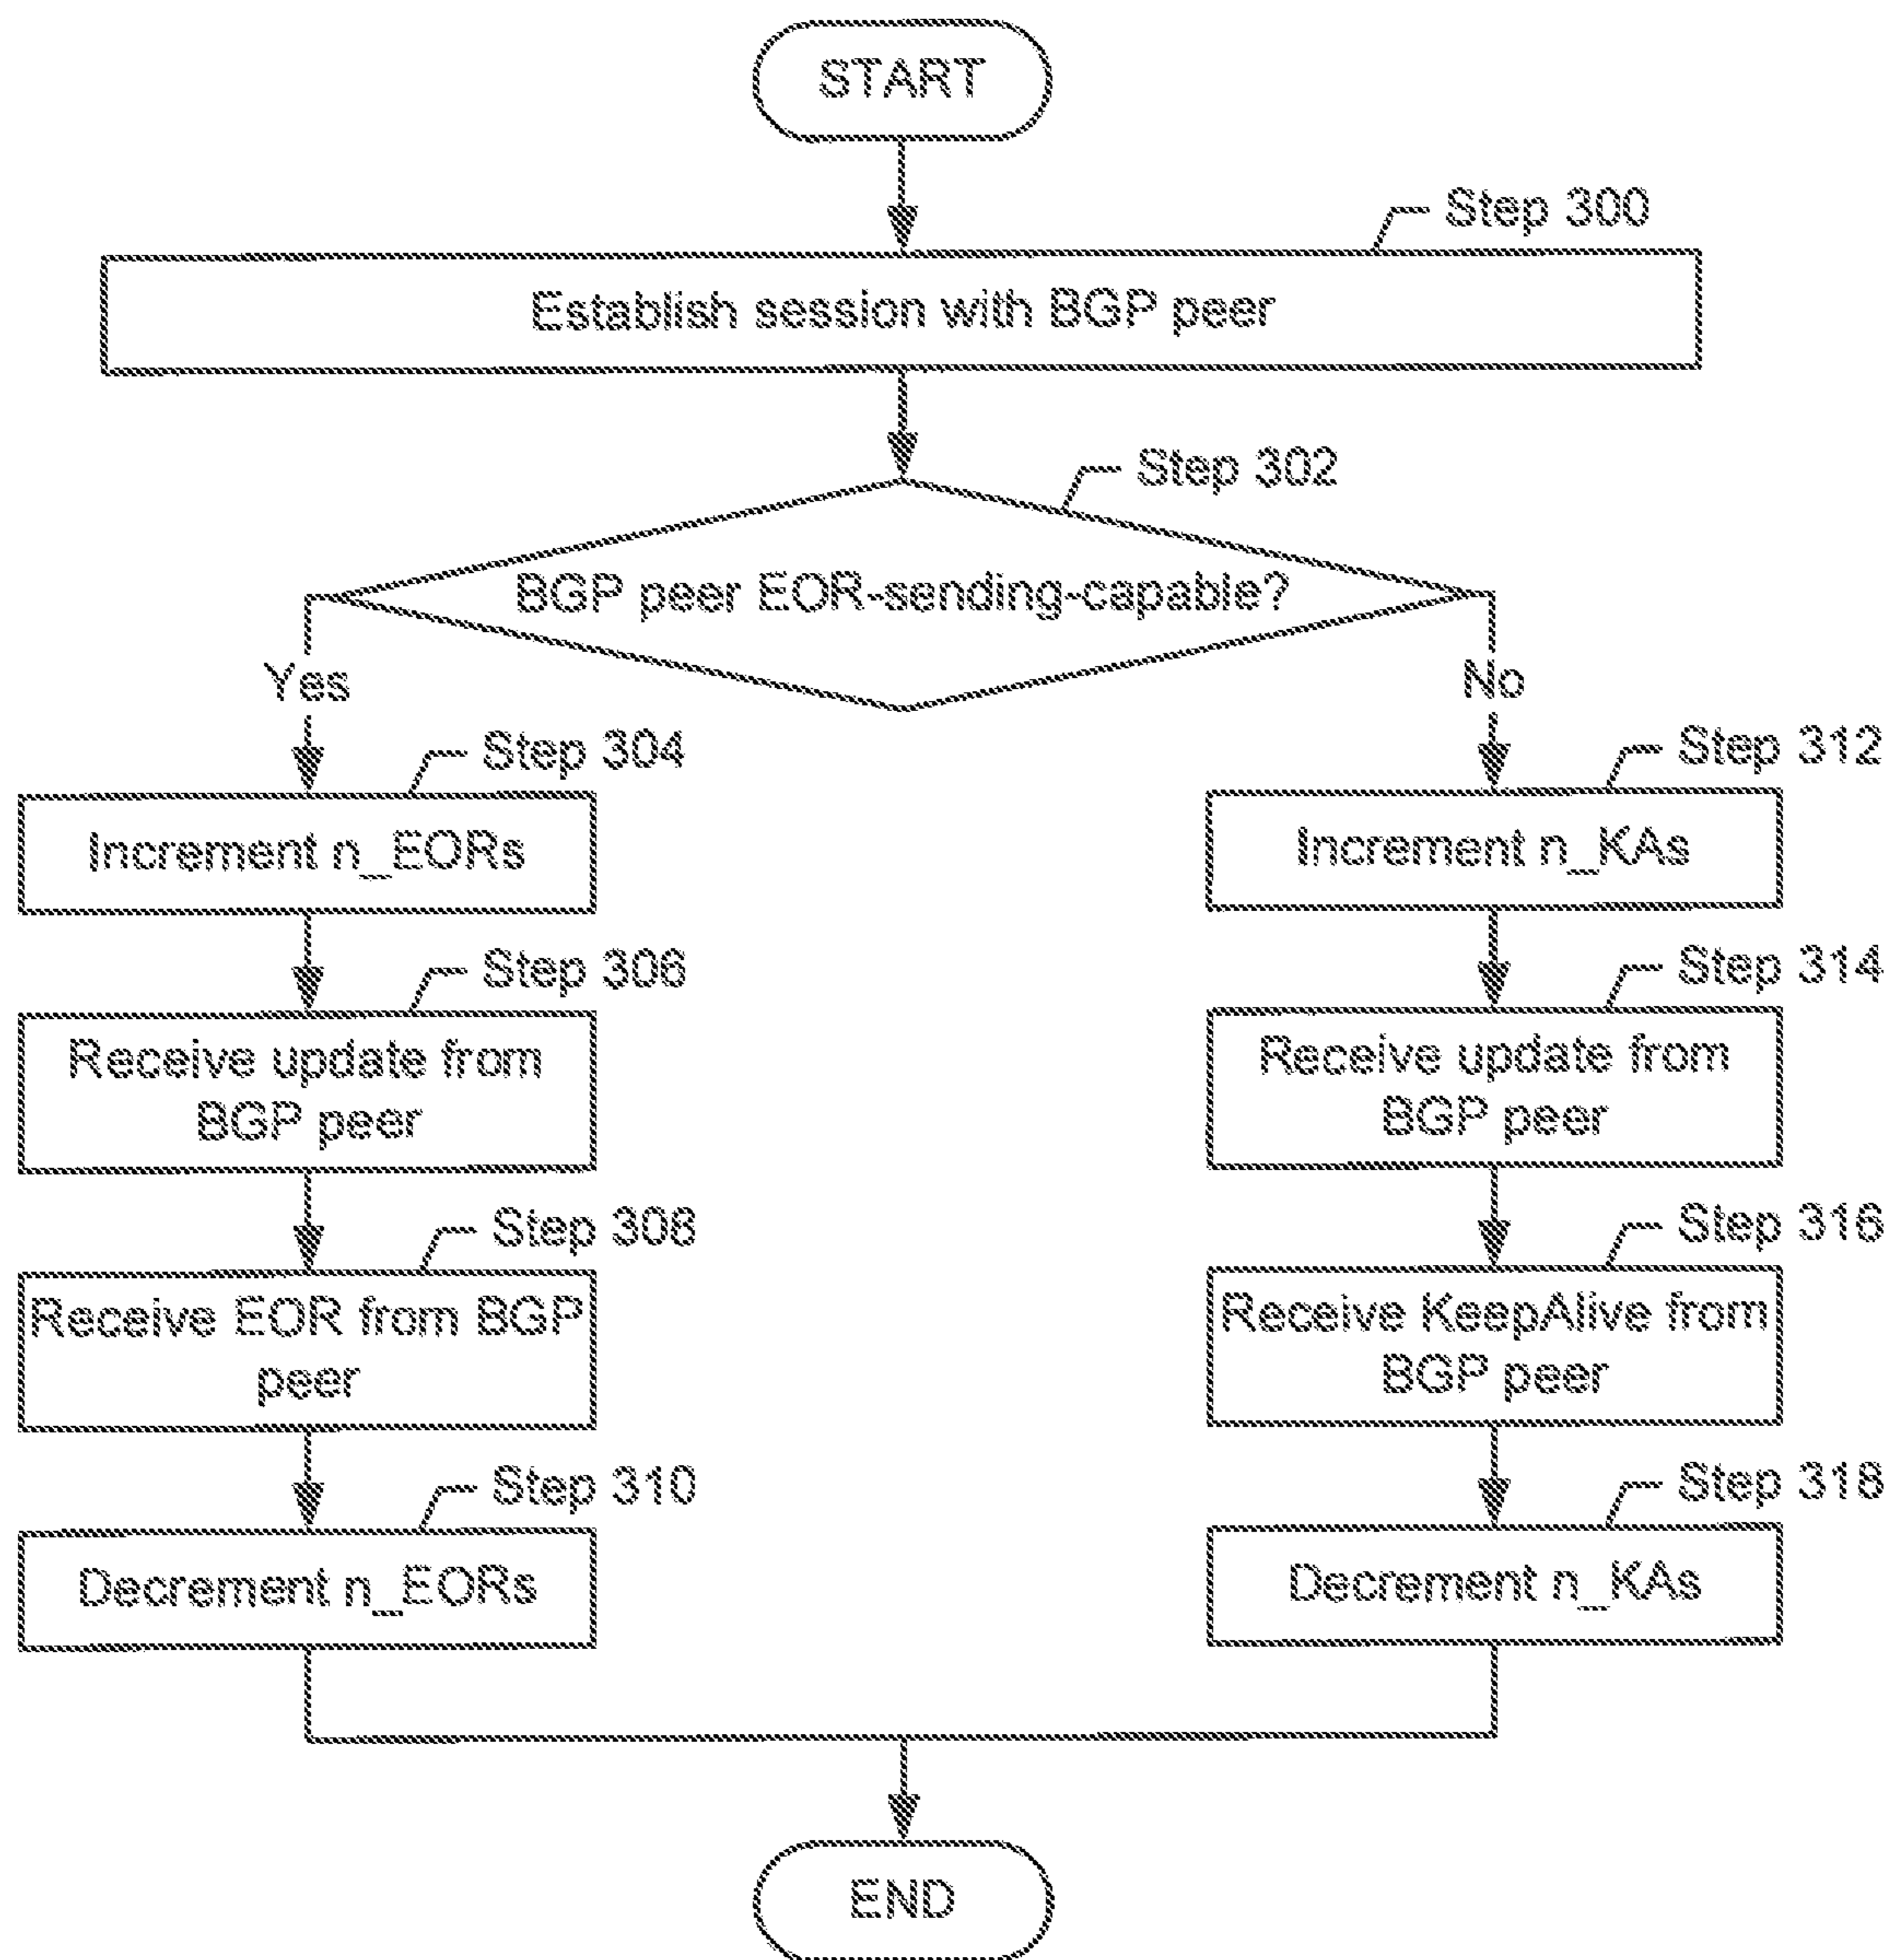 START
Step 300
Establish session with BGP peer
Step 302
BGP peer EOR-sending-capable?
Yes
No
Step 304
Increment n_EORs
Step 306
Receive update from
BGP peer
Step 308
Receive EOR from BGP
peer
Step 310
Decrement n_EORs
Step 312
Increment n_KAs
Step 314
Receive update from
BGP peer
Step 316
Receive KeepAlive from
BGP peer
Step 318
Decrement n_KAs
END